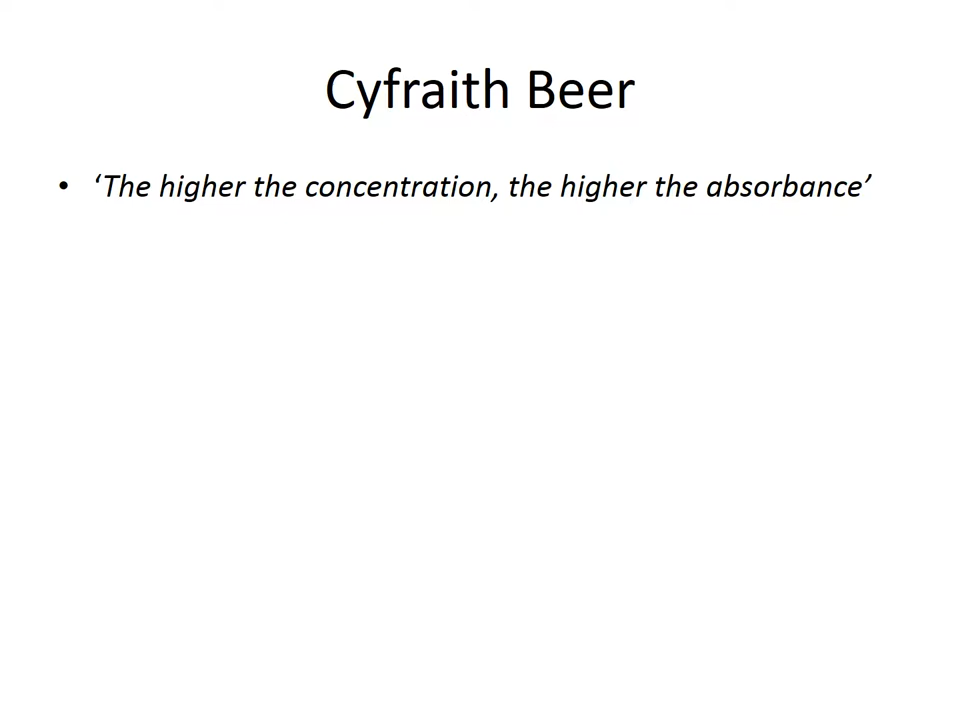 Cyfraith Beer
• ‘The higher the concentration, the higher the absorbance’